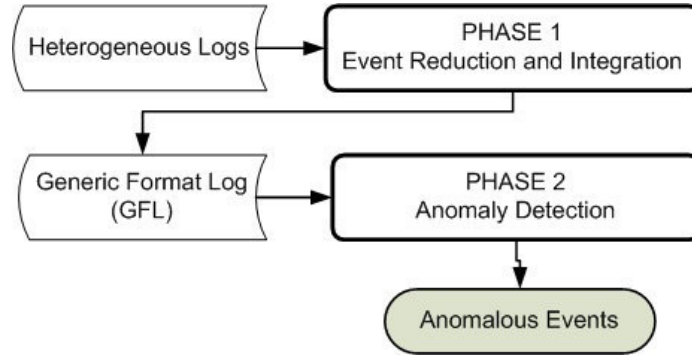 Heterogeneous Logs
PHASE 1
Event Reduction and Integration
Generic Format Log
(GFL)
PHASE 2
Anomaly Detection
Anomalous Events